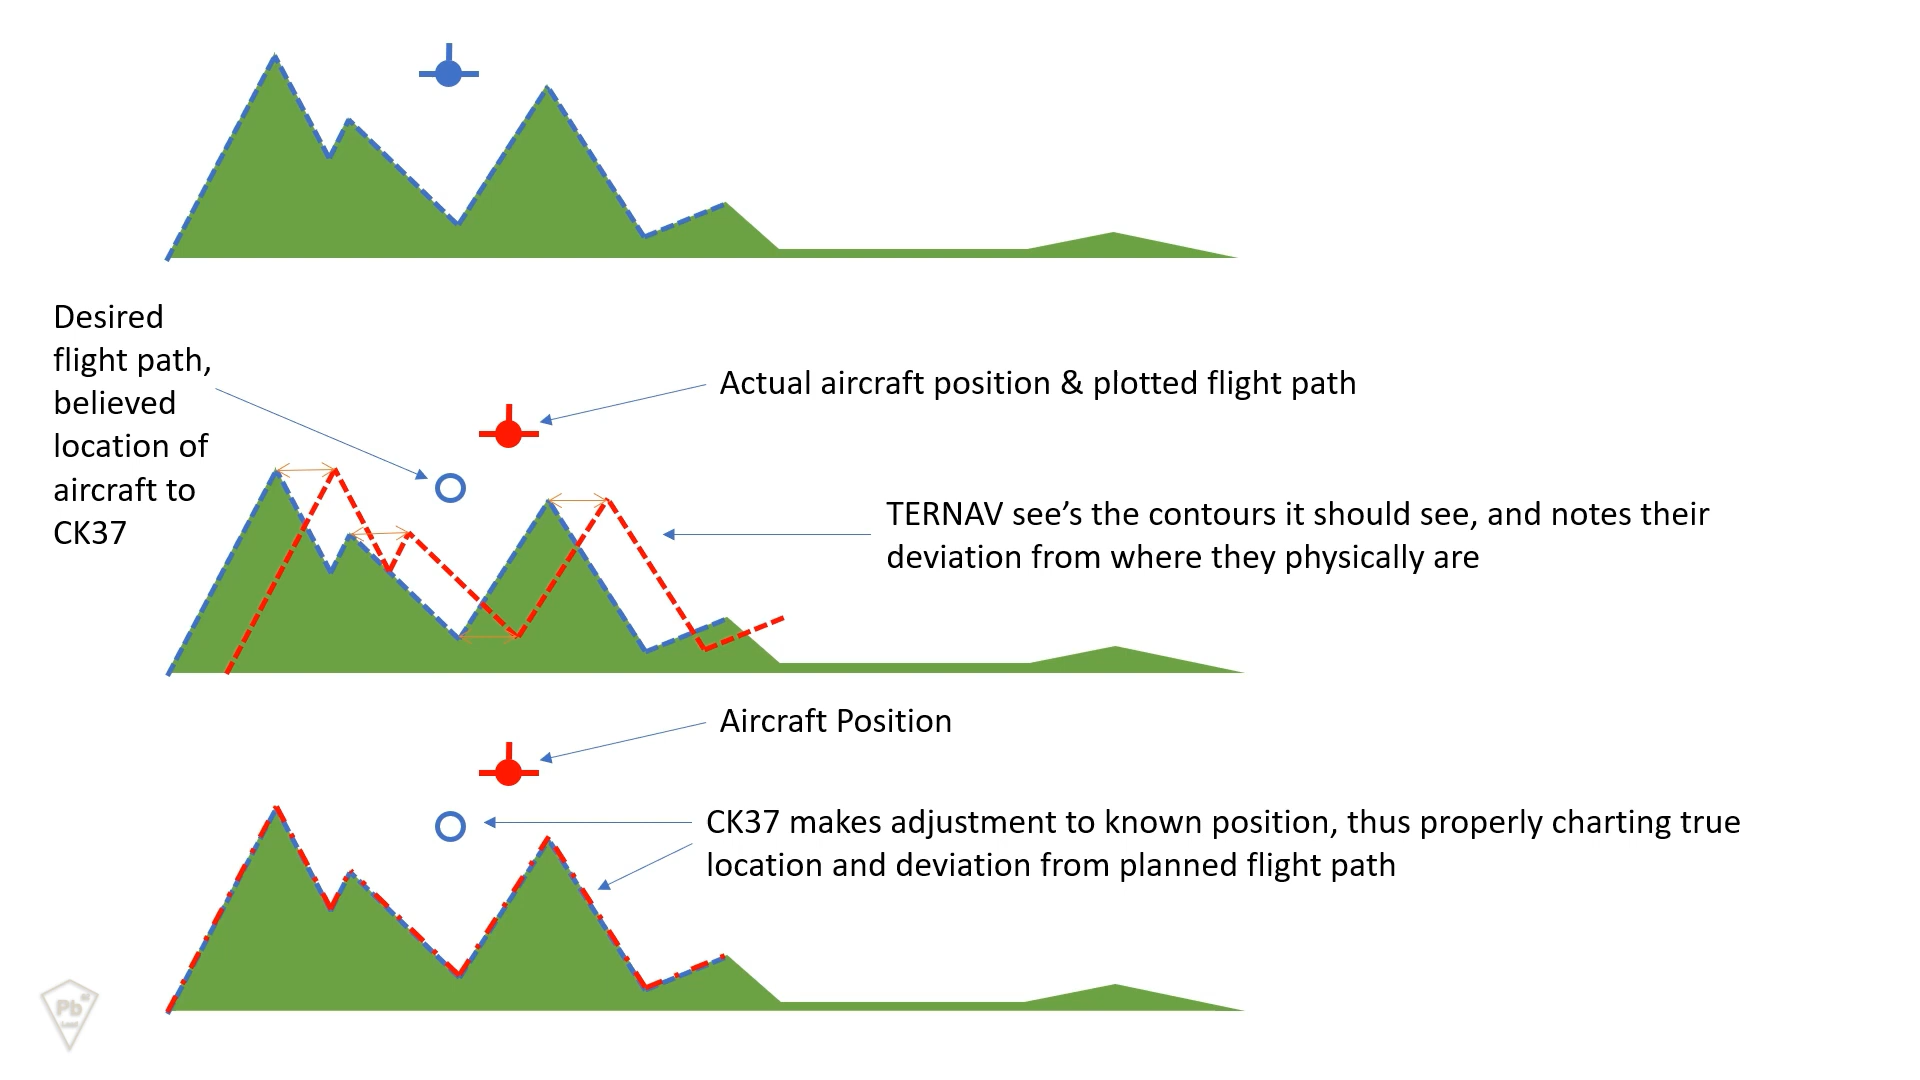 Desired
flight path,
believed
location of
aircraft to
CK37
Actual aircraft position & plotted flight path
TERNAV see’s the contours it should see, and notes their
deviation from where they physically are
Aircraft Position
CK37 makes adjustment to known position, thus properly charting true
location and deviation from planned flight path
Pb